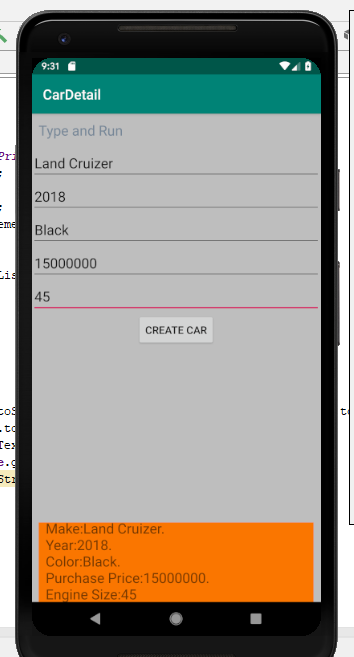 9:31
CarDetail
Type and Run
Land Cruizer
2018
Black
15000000
45
CREATE CAR
Make:Land Cruizer.
Year:2018.
Color:Black.
Purchase Price:15000000.
Engine Size:45